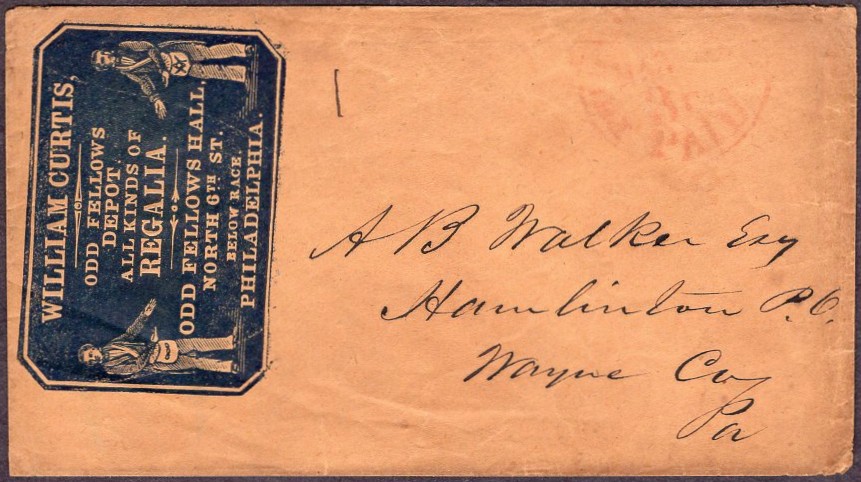 WILLIAM CURTIS,
ODD FELLOWS
DEPOT.
ALL KINDS OF
REGALIA.
ODD FELLOWS HALL.
NORTH 6TH ST.
BELOW RACE
PHILADELPHIA.
PAID
A B Walker Esq
Hamlinton P.O.
Wayne Co
Pa